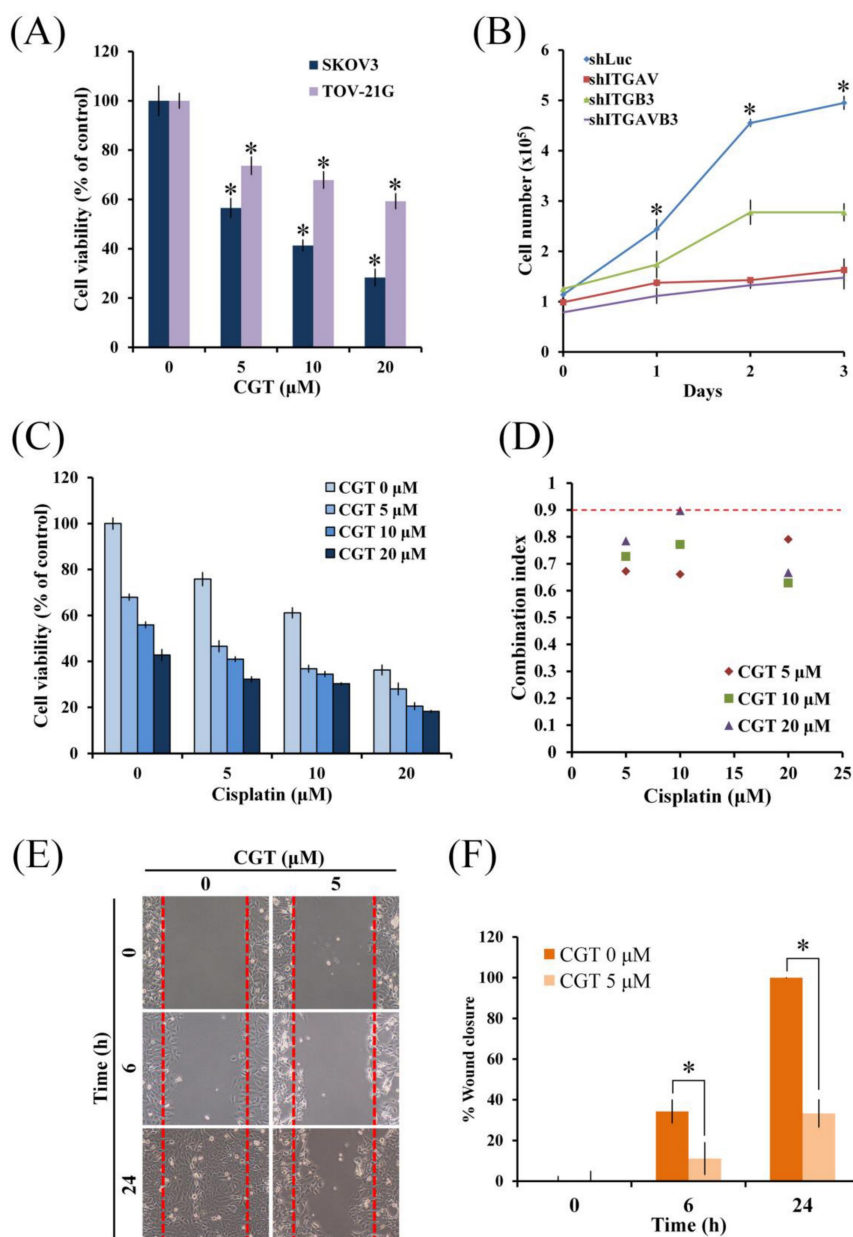 (A)
SKOV3
TOV-21G
Cell viability (% of control)
120
100
80
60
40
20
0
* * * * * *
0 5 10 20
CGT (μM)
(B)
shLuc
shITGAV
shITGB3
shITGAVB3
Cell number (x10⁵)
6
5
4
3
2
1
0
* * *
0 1 2 3
Days
(C)
CGT 0 μM
CGT 5 μM
CGT 10 μM
CGT 20 μM
Cell viability (% of control)
120
100
80
60
40
20
0
0 5 10 20
Cisplatin (μM)
(D)
Combination index
1
0.9
0.8
0.7
0.6
0.5
0.4
0.3
0.2
0.1
0
CGT 5 μM
CGT 10 μM
CGT 20 μM
0 5 10 15 20 25
Cisplatin (μM)
(E)
CGT (μM)
0 5
Time (h)
0
6
24
(F)
CGT 0 μM
CGT 5 μM
% Wound closure
120
100
80
60
40
20
0
* *
0 6 24
Time (h)